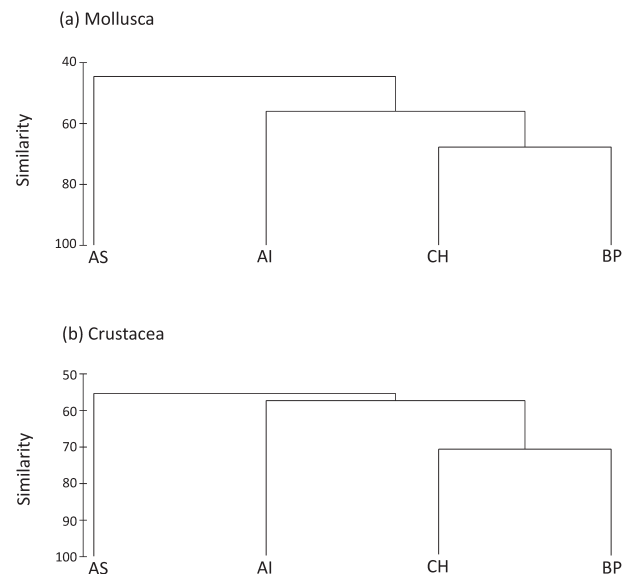 (a) Mollusca
40
60
80
100
Similarity
AS AI CH BP
(b) Crustacea
50
60
70
80
90
100
Similarity
AS AI CH BP